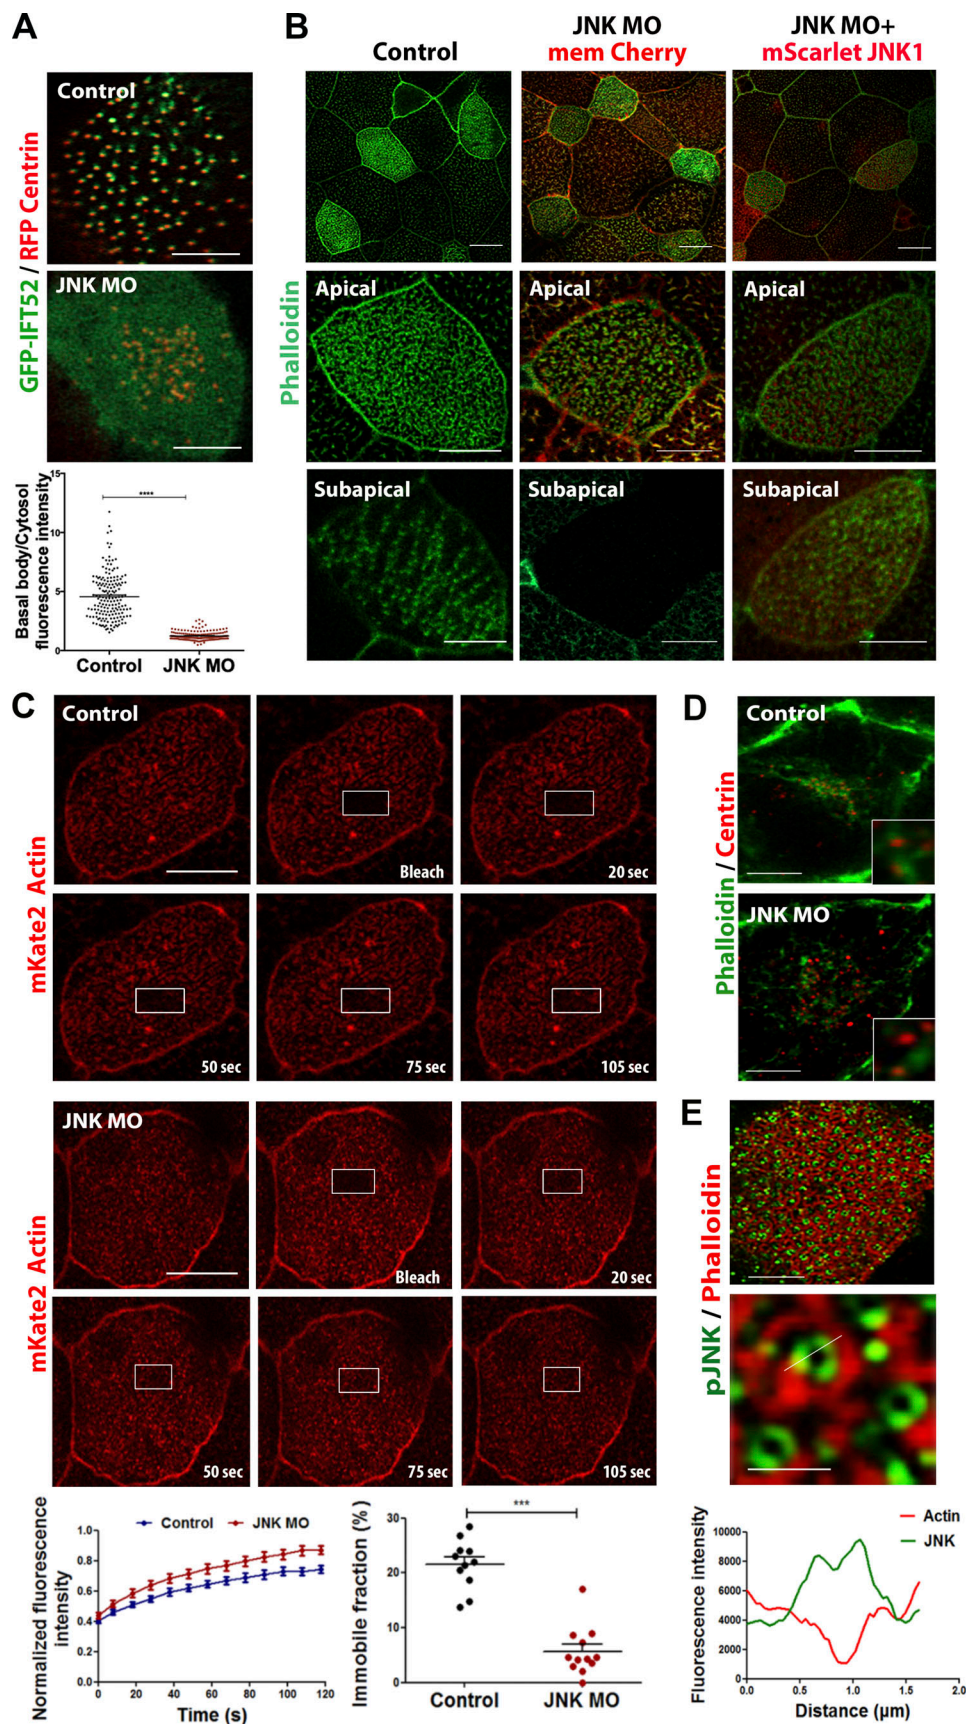 A
GFP-IFT52 / RFP Centrin
Control
JNK MO
Basal body/Cytosol
fluorescence intensity
15
10
5
0
****
Control
JNK MO
B
Control
JNK MO
mem Cherry
JNK MO+
mScarlet JNK1
Phalloidin
Apical
Apical
Apical
Subapical
Subapical
Subapical
C
mKate2 Actin
Control
Bleach
20 sec
50 sec
75 sec
105 sec
mKate2 Actin
JNK MO
Bleach
20 sec
50 sec
75 sec
105 sec
Normalized fluorescence
intensity
Control
JNK MO
1.0
0.8
0.6
0.4
0.2
0.0
0
20
40
60
80
100
120
Time (s)
Immobile fraction (%)
30
20
10
0
***
Control
JNK MO
D
Phalloidin / Centrin
Control
JNK MO
E
pJNK / Phalloidin
Fluorescence intensity
Actin
JNK
10000
8000
6000
4000
2000
0
0.0
0.5
1.0
1.5
2.0
Distance (µm)